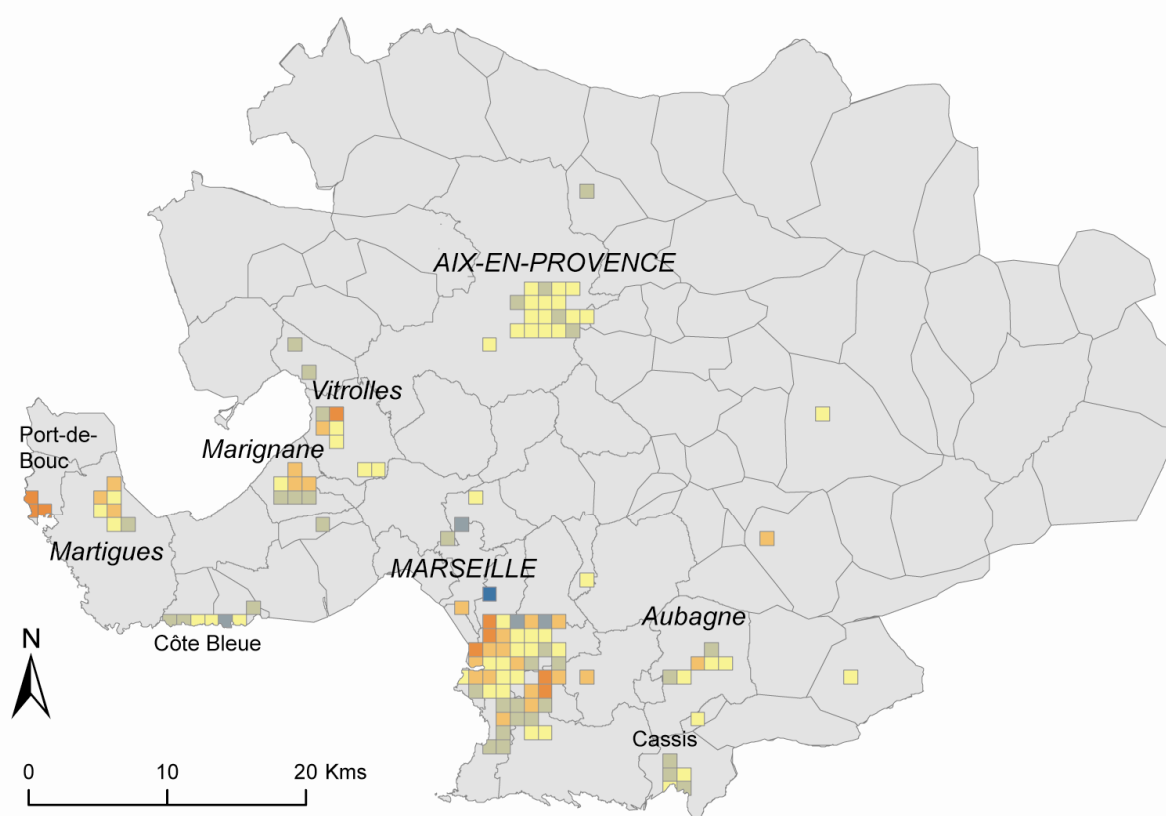 AIX-EN-PROVENCE
Vitrolles
Port-de-
Bouc
Marignane
Martigues
MARSEILLE
Aubagne
Côte Bleue
N
Cassis
0 10 20 Kms